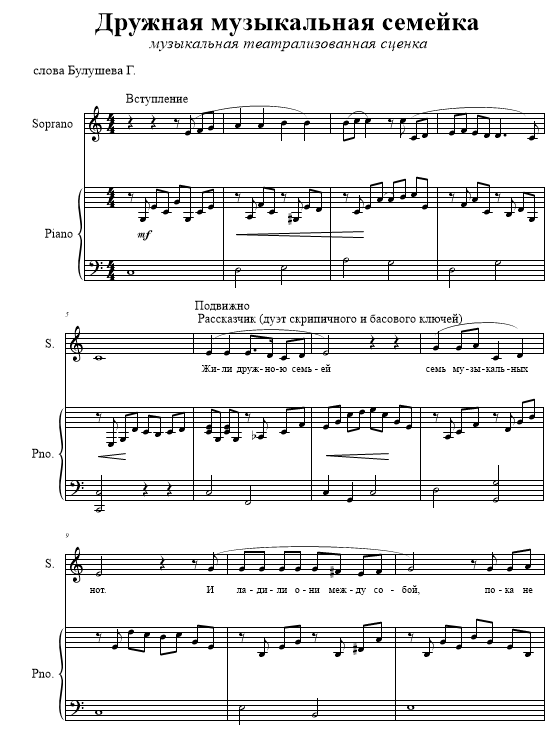 Дружная музыкальная семейка
музыкальная театрализованная сценка
слова Булушева Г.
Вступление
Soprano
Piano
mf
5
Подвижно
Рассказчик (дуэт скрипичного и басового ключей)
S.
Жи-ли друж-но-ю семь-ей семь му-зы-каль-ных
Pno.
9
S.
нот. И ла-ди-ли о-ни меж-ду со-бой, по-ка не
Pno.